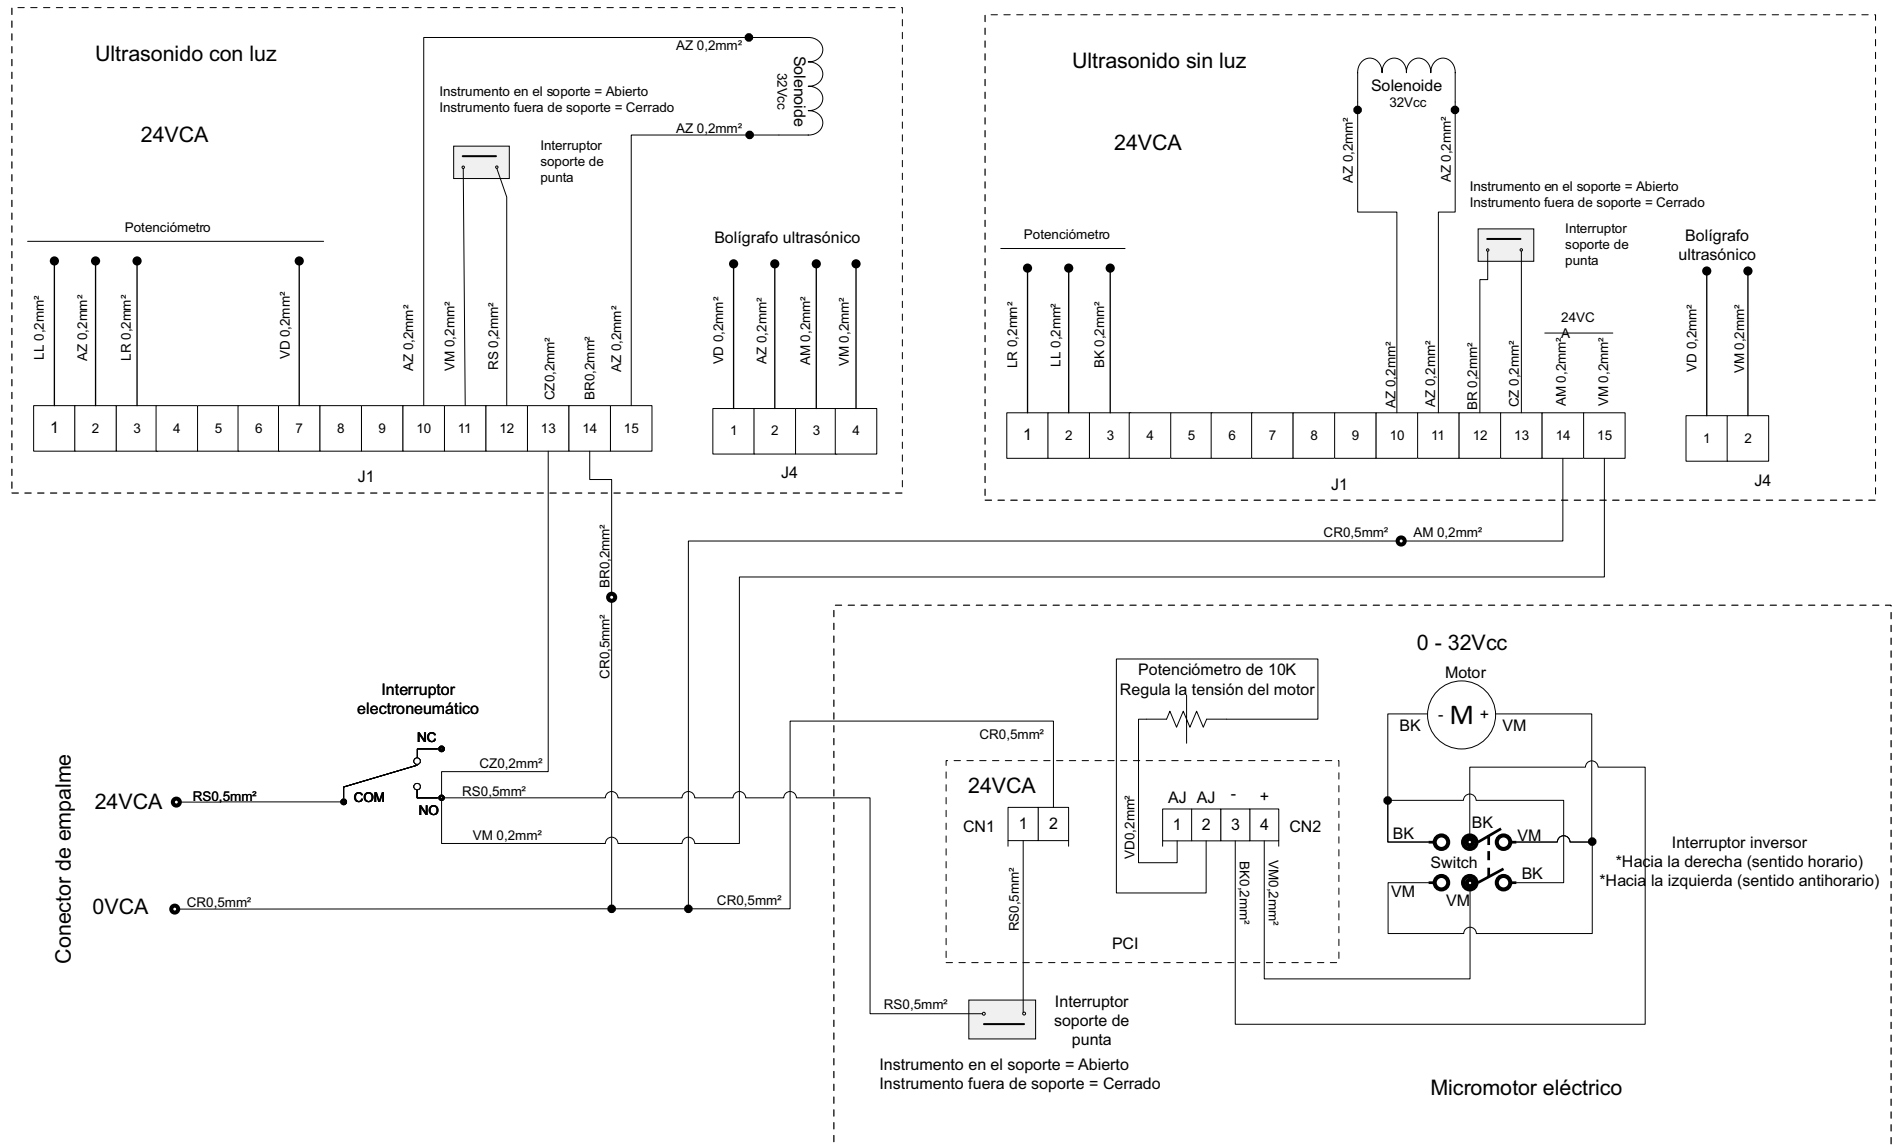 Ultrasonido con luz
24VCA
AZ 0,2mm²
Solenoide
32Vcc
Instrumento en el soporte = Abierto
Instrumento fuera de soporte = Cerrado
AZ 0,2mm²
Interruptor
soporte de
punta
Potenciómetro
LL 0,2mm²
AZ 0,2mm²
LR 0,2mm²
VD 0,2mm²
AZ 0,2mm²
VM 0,2mm²
RS 0,2mm²
CZ0,2mm²
BR0,2mm²
AZ 0,2mm²
1 2 3 4 5 6 7 8 9 10 11 12 13 14 15
J1
Bolígrafo ultrasónico
VD 0,2mm²
AZ 0,2mm²
AM 0,2mm²
VM 0,2mm²
1 2 3 4
J4
Ultrasonido sin luz
24VCA
Solenoide
32Vcc
AZ 0,2mm²
AZ 0,2mm²
Instrumento en el soporte = Abierto
Instrumento fuera de soporte = Cerrado
Interruptor
soporte de
punta
Potenciómetro
LR 0,2mm²
LL 0,2mm²
BK 0,2mm²
AZ 0,2mm²
AZ 0,2mm²
BR 0,2mm²
CZ 0,2mm²
24VC
A
AM 0,2mm²
VM 0,2mm²
1 2 3 4 5 6 7 8 9 10 11 12 13 14 15
J1
Bolígrafo
ultrasónico
VD 0,2mm²
VM 0,2mm²
1 2
J4
CR0,5mm² AM 0,2mm²
BR0,2mm²
CR0,5mm²
Conector de empalme
24VCA
RS0,5mm²
Interruptor
electroneumático
NC
COM
NO
CZ0,2mm²
RS0,5mm²
VM 0,2mm²
0VCA
CR0,5mm²
CR0,5mm²
CR0,5mm²
Potenciómetro de 10K
Regula la tensión del motor
24VCA
CN1
1 2
RS0,5mm²
VD0,2mm²
AJ AJ - +
1 2 3 4
CN2
BK0,2mm²
VM0,2mm²
PCI
RS0,5mm²
Interruptor
soporte de
punta
Instrumento en el soporte = Abierto
Instrumento fuera de soporte = Cerrado
0 - 32Vcc
Motor
BK - M + VM
BK BK VM
Switch
VM VM BK
Interruptor inversor
*Hacia la derecha (sentido horario)
*Hacia la izquierda (sentido antihorario)
Micromotor eléctrico